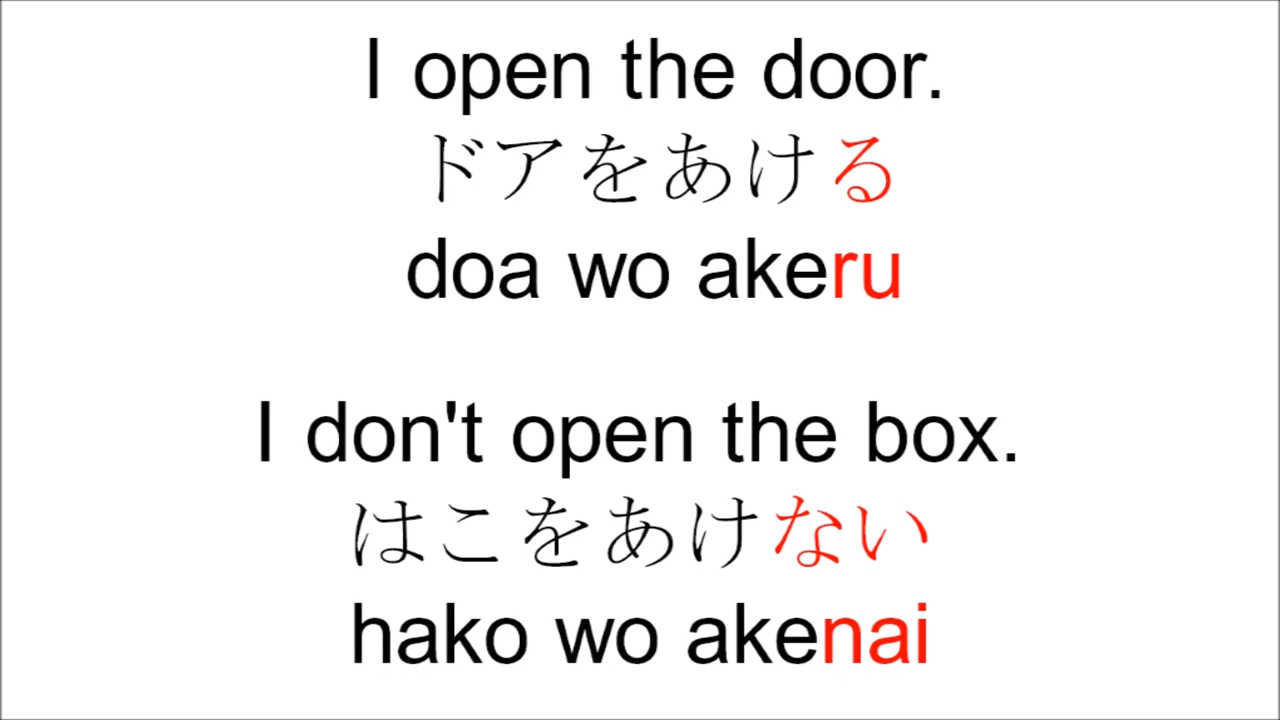 I open the door.
ドアをあける
doa wo akeru
I don't open the box.
はこをあけない
hako wo akenai